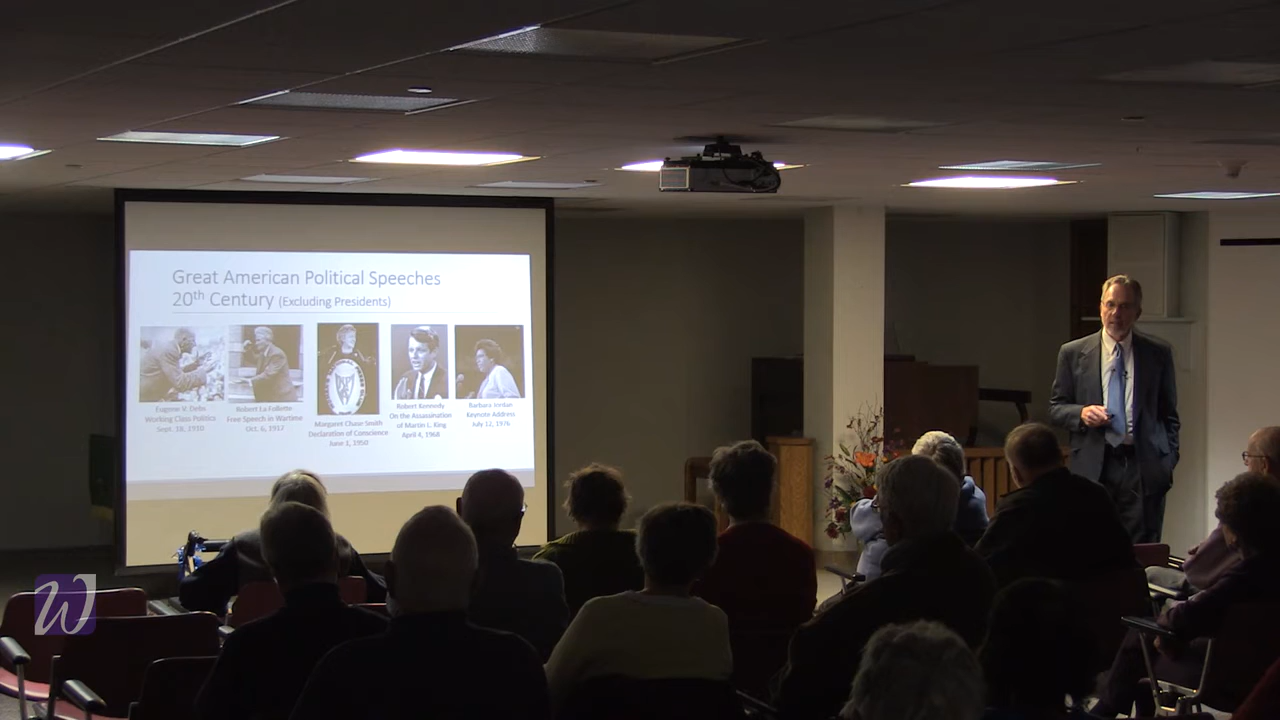 Great American Political Speeches
20th Century (Excluding Presidents)
Eugene V. Debs
Working Class Politics
Sept. 18, 1910
Robert La Follette
Free Speech in Wartime
Oct. 6, 1917
Margaret Chase Smith
Declaration of Conscience
June 1, 1950
Robert Kennedy
On the Assassination
of Martin L. King
April 4, 1968
Barbara Jordan
Keynote Address
July 12, 1976
W